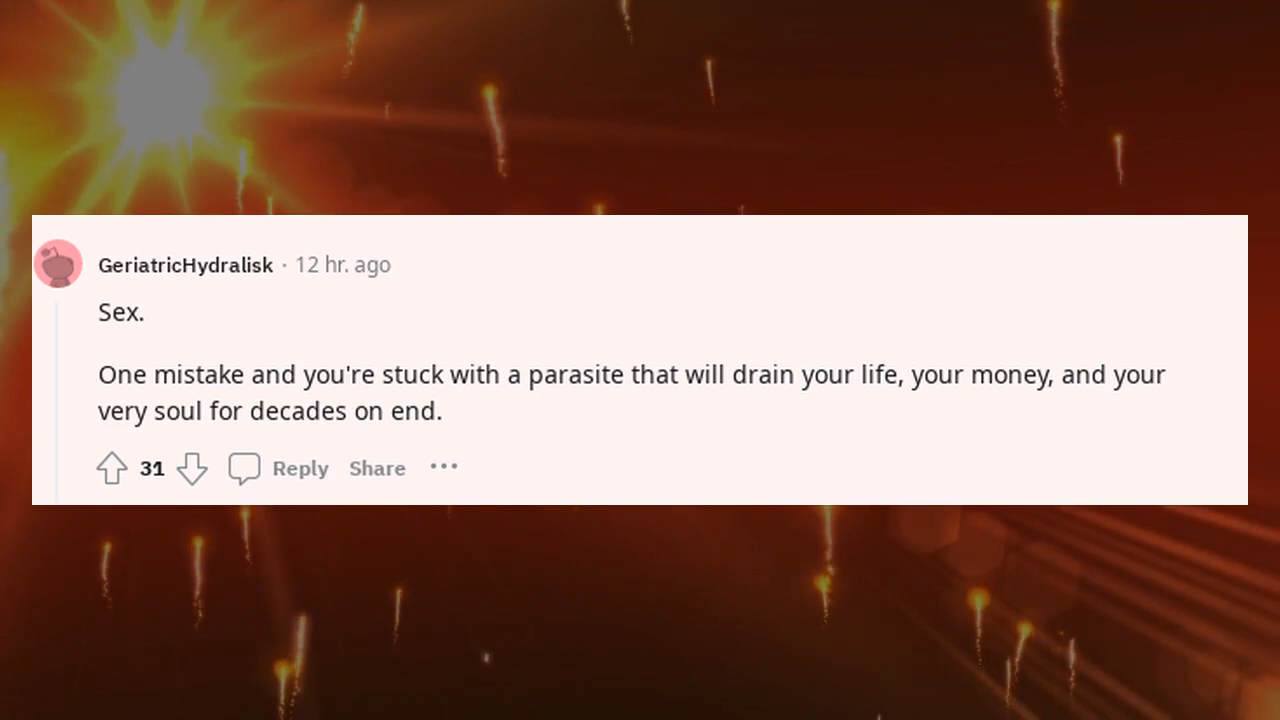 GeriatricHydralisk · 12 hr. ago
Sex.
One mistake and you're stuck with a parasite that will drain your life, your money, and your
very soul for decades on end.
31 Reply Share •••